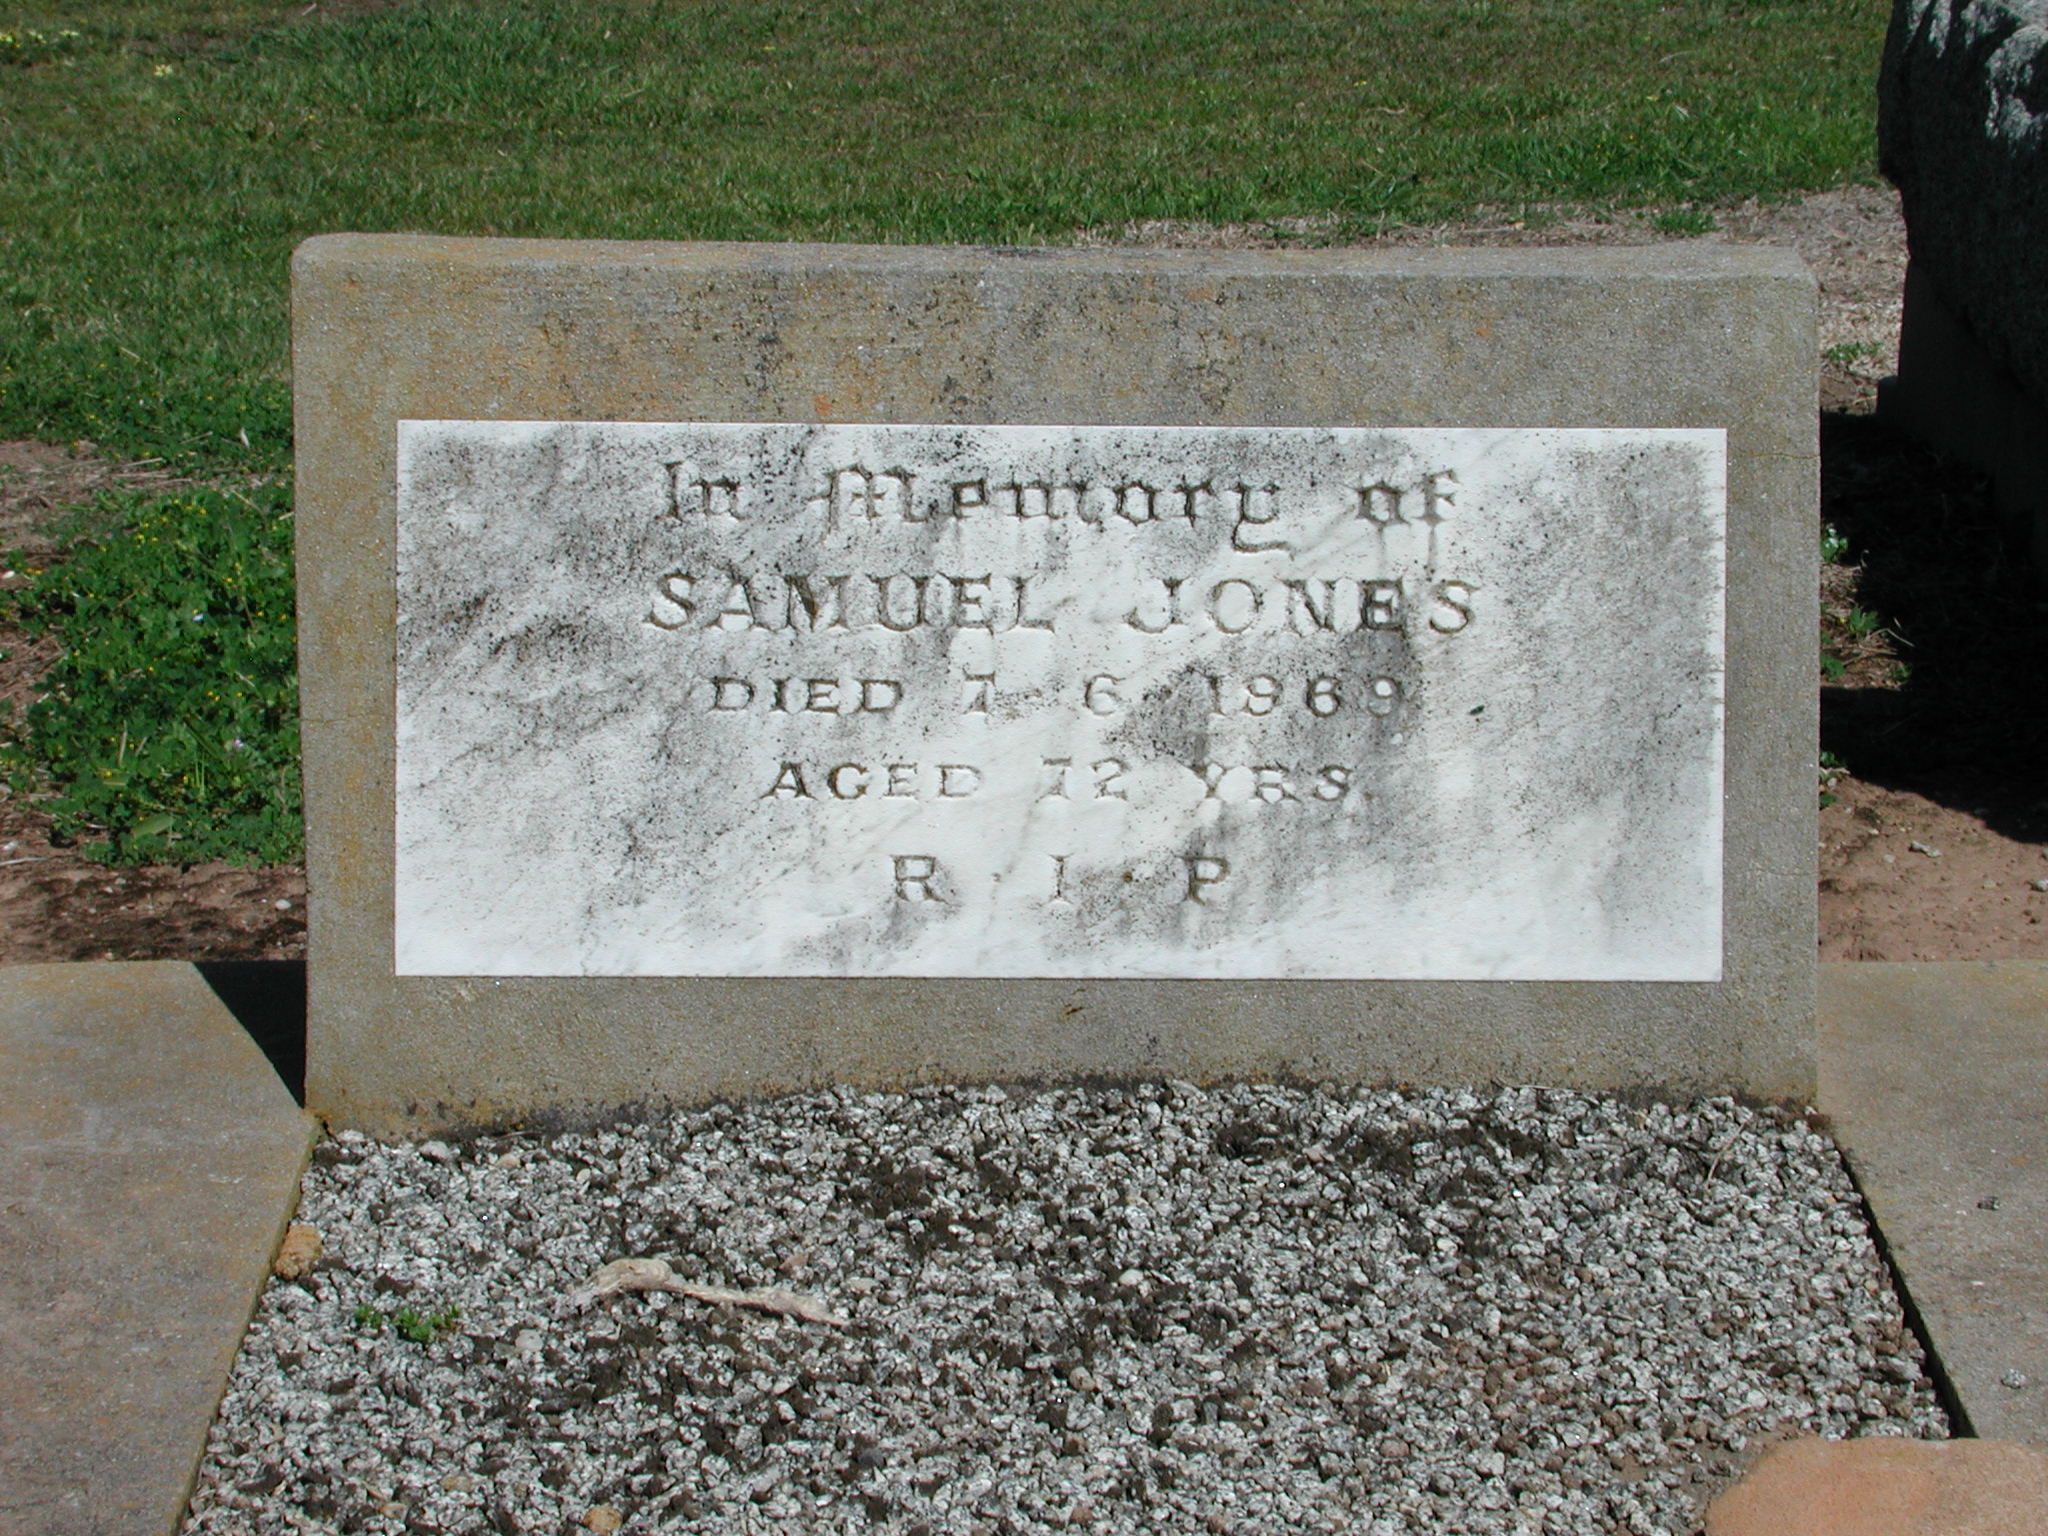 In Memory of
SAMUEL JONES
DIED 7-6-1969
AGED 72 YRS.
R·I·P